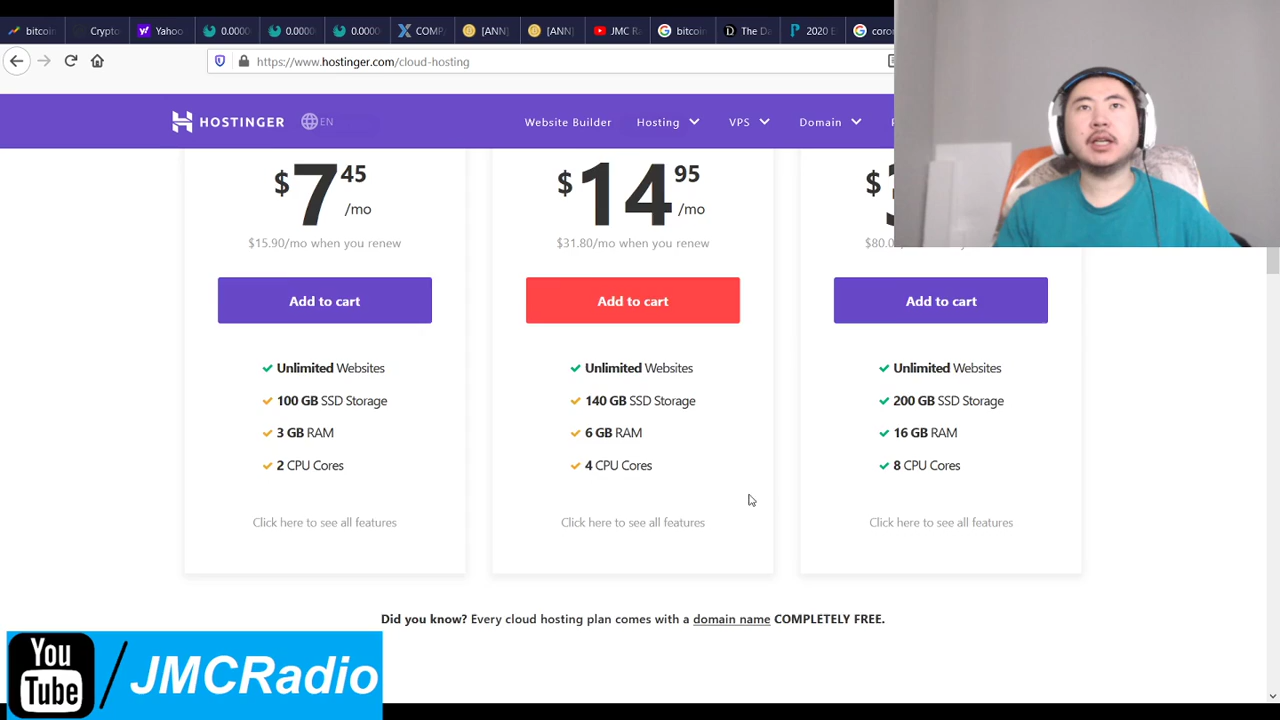 bitcoin
Crypto
Yahoo
0.0000
0.0000
0.0000
COMP
[ANN]
[ANN]
JMC R
bitcoin
The Da
2020 E
coron
https://www.hostinger.com/cloud-hosting
HOSTINGER
EN
Website Builder
Hosting
VPS
Domain
$7.45 /mo
$15.90/mo when you renew
Add to cart
Unlimited Websites
100 GB SSD Storage
3 GB RAM
2 CPU Cores
Click here to see all features
$14.95 /mo
$31.80/mo when you renew
Add to cart
Unlimited Websites
140 GB SSD Storage
6 GB RAM
4 CPU Cores
Click here to see all features
$
$80.0
Add to cart
Unlimited Websites
200 GB SSD Storage
16 GB RAM
8 CPU Cores
Click here to see all features
Did you know? Every cloud hosting plan comes with a domain name COMPLETELY FREE.
You
Tube
/JMCRadio